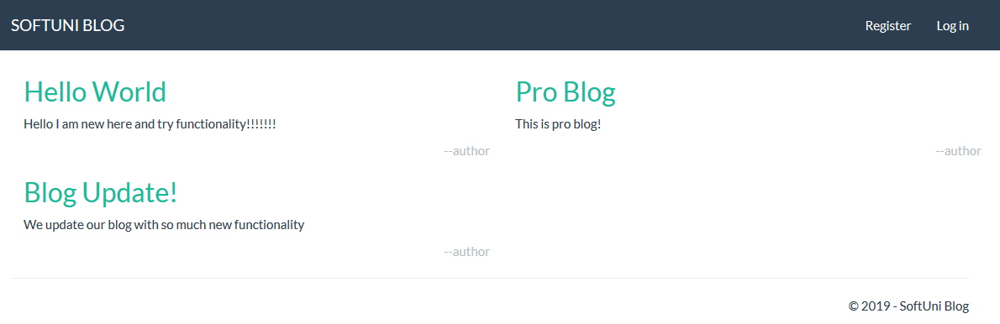 SOFTUNI BLOG
Register
Log in
Hello World
Hello I am new here and try functionality!!!!!!!
--author
Pro Blog
This is pro blog!
--author
Blog Update!
We update our blog with so much new functionality
--author
© 2019 - SoftUni Blog